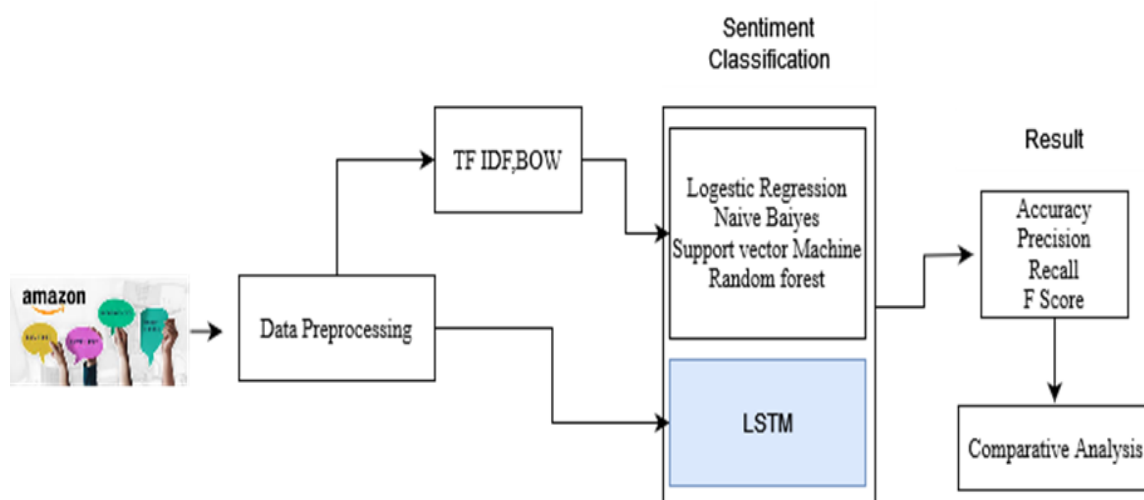 Sentiment
Classification
TF IDF,BOW
Result
Logestic Regression
Naive Baiyes
Support vector Machine
Random forest
Accuracy
Precision
Recall
F Score
amazon
Data Preprocessing
LSTM
Comparative Analysis